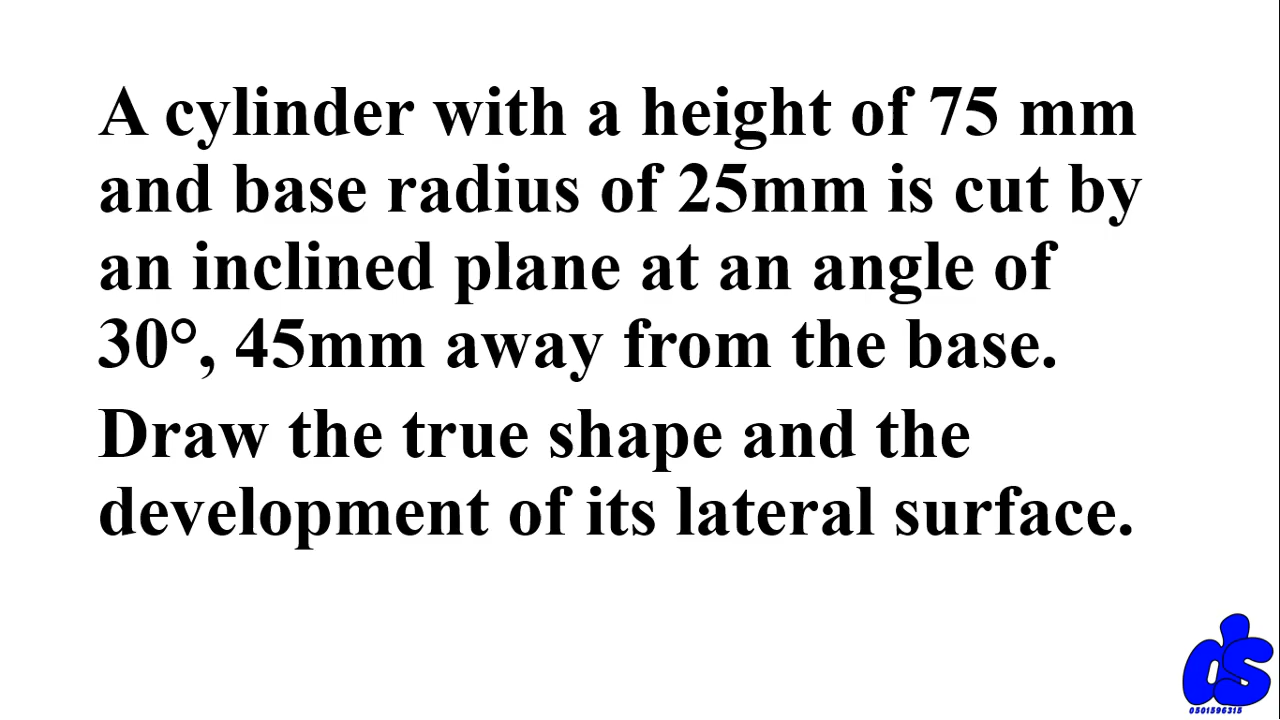 A cylinder with a height of 75 mm
and base radius of 25mm is cut by
an inclined plane at an angle of
30°, 45mm away from the base.
Draw the true shape and the
development of its lateral surface.
ds
0501596315